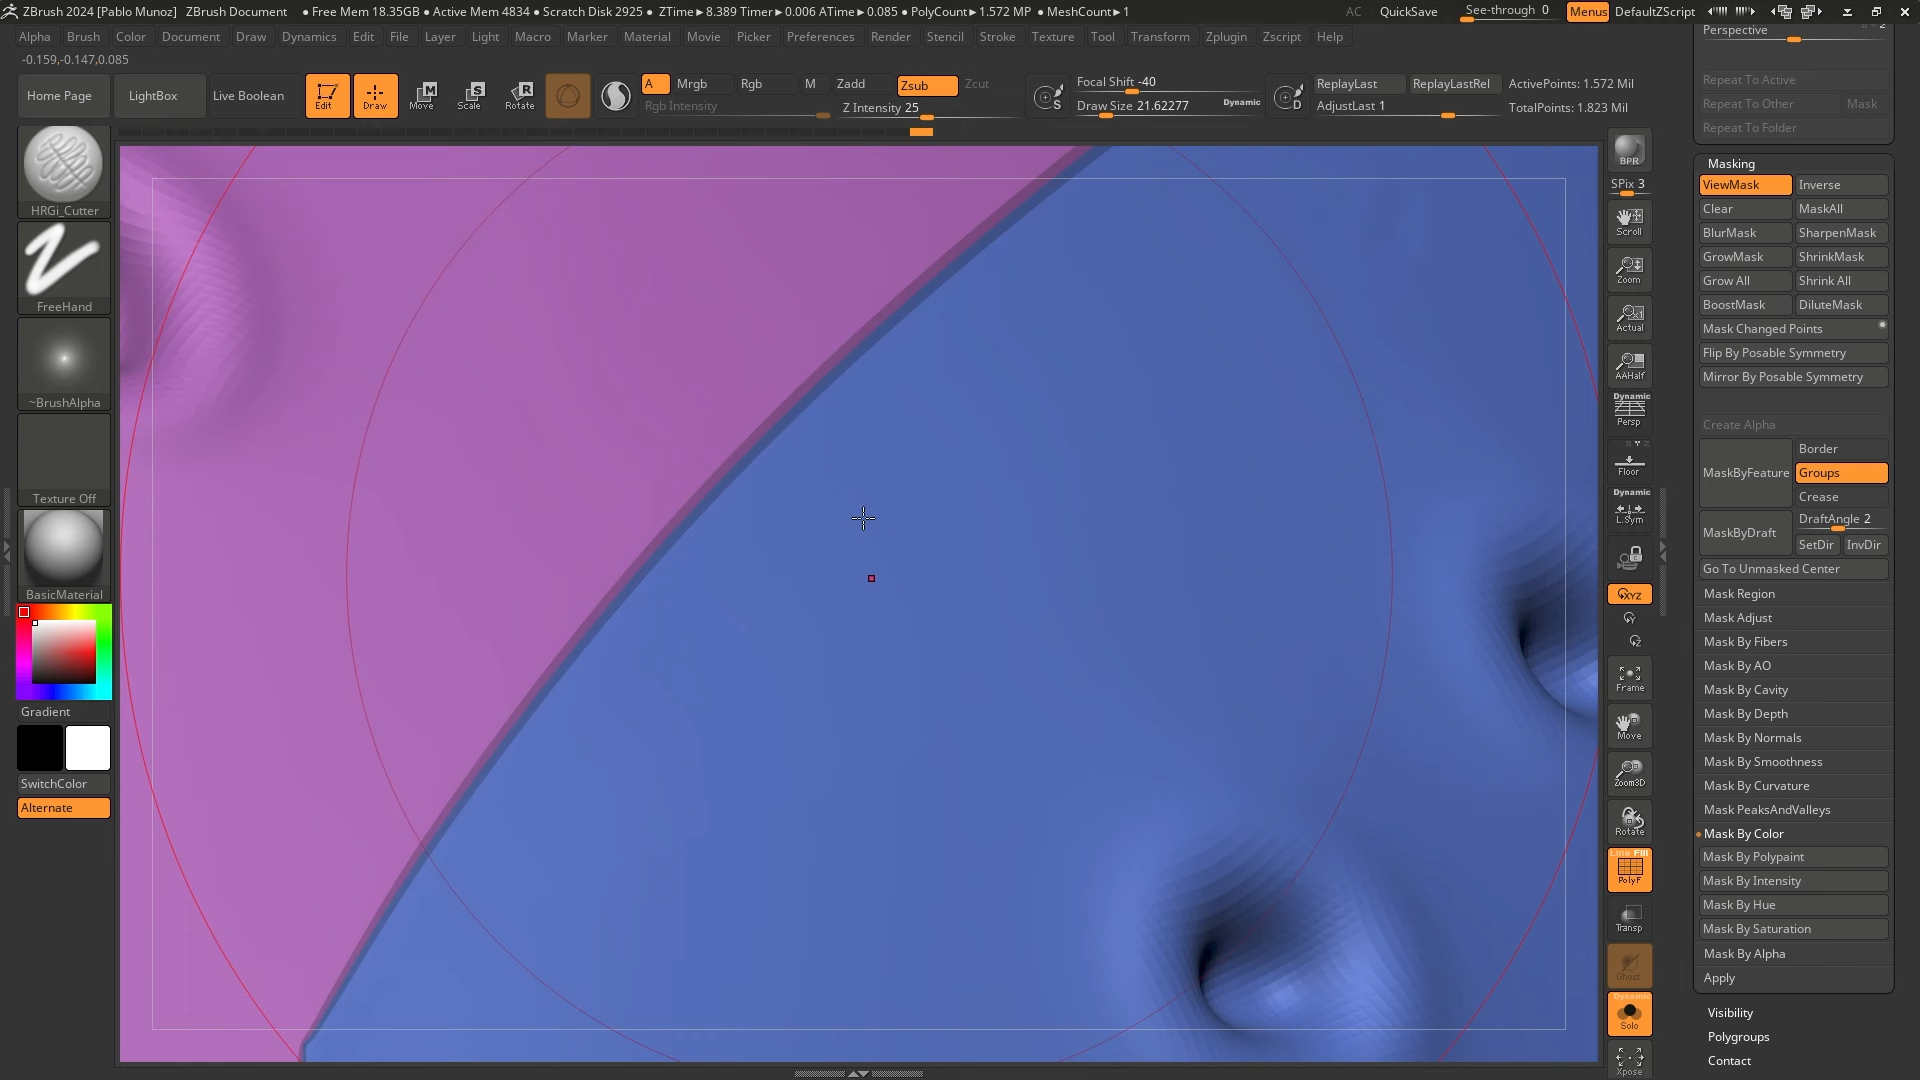 ZBrush 2024 [Pablo Munoz] ZBrush Document ● Free Mem 18.35GB ● Active Mem 4834 ● Scratch Disk 2925 ● ZTime►8.389 Timer►0.006 ATime►0.085 ● PolyCount►1.572 MP ● MeshCount►1 AC QuickSave See-through 0 Menus DefaultZScript
Alpha Brush Color Document Draw Dynamics Edit File Layer Light Macro Marker Material Movie Picker Preferences Render Stencil Stroke Texture Tool Transform Zplugin Zscript Help
-0.159,-0.147,0.085
Home Page LightBox Live Boolean Edit Draw Move Scale Rotate
A Mrgb Rgb M Zadd Zsub Zcut
Rgb Intensity Z Intensity 25
S Focal Shift -40
Draw Size 21.62277 Dynamic
D ReplayLast ReplayLastRel ActivePoints: 1.572 Mil
AdjustLast 1 TotalPoints: 1.823 Mil
HRGi_Cutter
FreeHand
~BrushAlpha
Texture Off
BasicMaterial
Gradient
SwitchColor
Alternate
BPR
SPix 3
Scroll
Zoom
Actual
AAHalf
Dynamic
Persp
Floor
Dynamic
L.Sym
XYZ
Y
Z
Frame
Move
Zoom3D
Rotate
Line Fill
PolyF
Transp
Ghost
Dynamic
Solo
Xpose
Perspective
Repeat To Active
Repeat To Other Mask
Repeat To Folder
Masking
ViewMask Inverse
Clear MaskAll
BlurMask SharpenMask
GrowMask ShrinkMask
Grow All Shrink All
BoostMask DiluteMask
Mask Changed Points
Flip By Posable Symmetry
Mirror By Posable Symmetry
Create Alpha
MaskByFeature Border
Groups
Crease
MaskByDraft DraftAngle 2
SetDir InvDir
Go To Unmasked Center
Mask Region
Mask Adjust
Mask By Fibers
Mask By AO
Mask By Cavity
Mask By Depth
Mask By Normals
Mask By Smoothness
Mask By Curvature
Mask PeaksAndValleys
Mask By Color
Mask By Polypaint
Mask By Intensity
Mask By Hue
Mask By Saturation
Mask By Alpha
Apply
Visibility
Polygroups
Contact